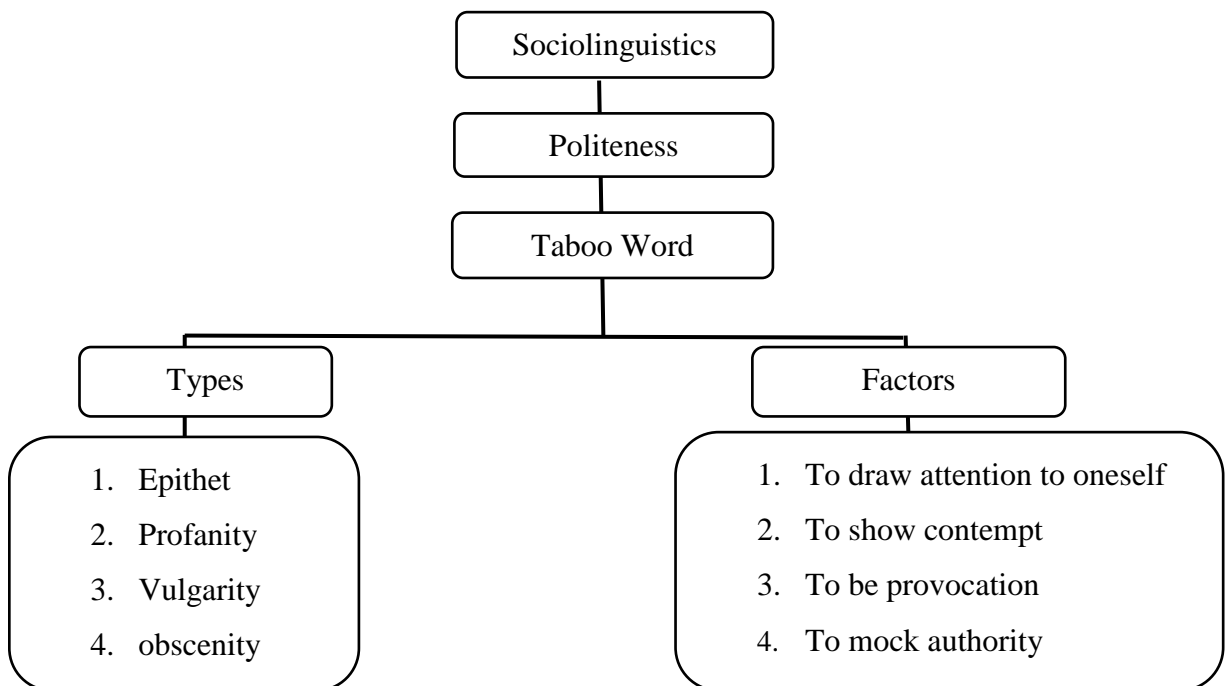 Sociolinguistics
Politeness
Taboo Word
Types
1. Epithet
2. Profanity
3. Vulgarity
4. obscenity
Factors
1. To draw attention to oneself
2. To show contempt
3. To be provocation
4. To mock authority